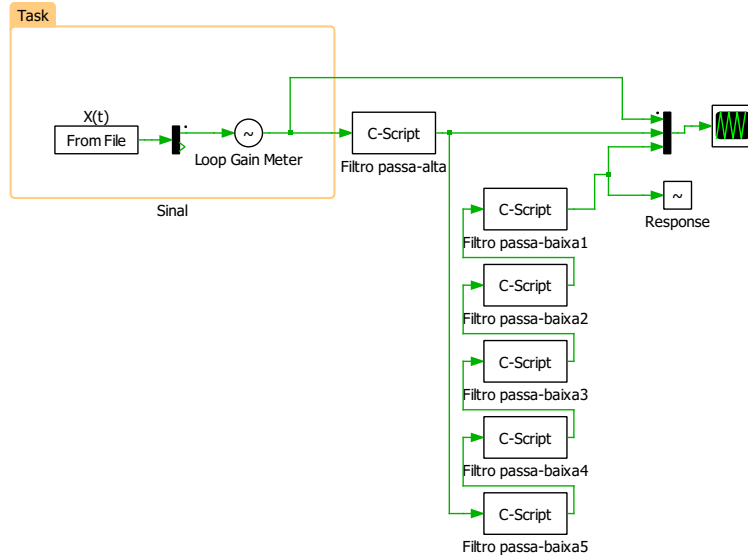 Task
X(t)
From File
~
Loop Gain Meter
Sinal
C-Script
Filtro passa-alta
C-Script
Filtro passa-baixa1
~
Response
C-Script
Filtro passa-baixa2
C-Script
Filtro passa-baixa3
C-Script
Filtro passa-baixa4
C-Script
Filtro passa-baixa5